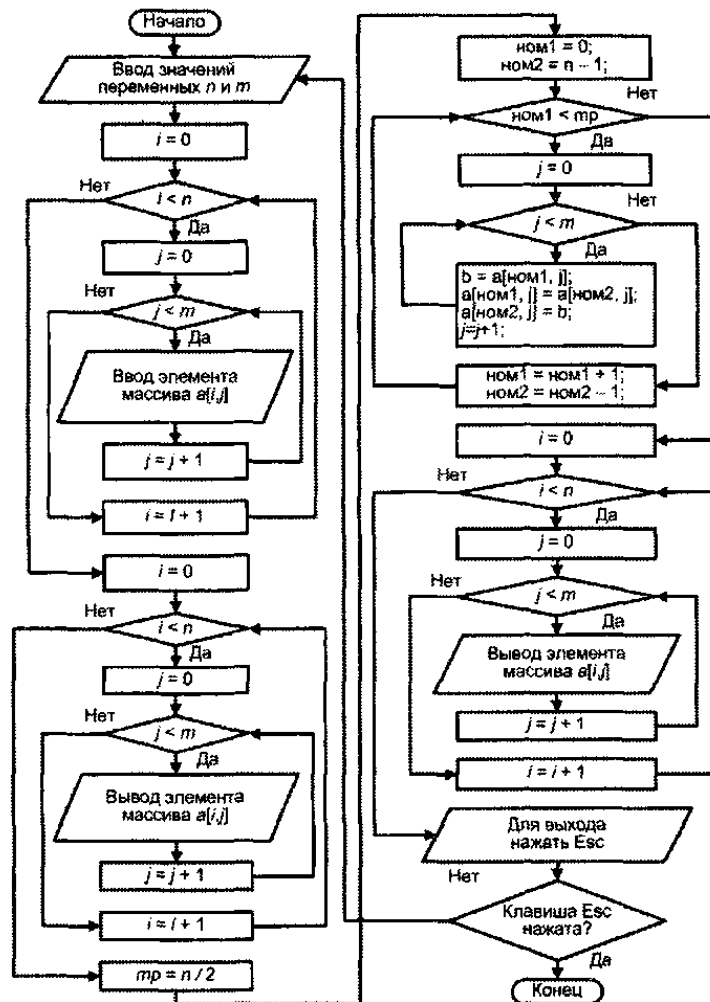 Начало
Ввод значений
переменных n и m
i = 0
Нет
i < n
Да
j = 0
Нет
j < m
Да
Ввод элемента
массива a[i,j]
j = j + 1
i = i + 1
i = 0
Нет
i < n
Да
j = 0
Нет
j < m
Да
Вывод элемента
массива a[i,j]
j = j + 1
i = i + 1
mp = n / 2
ном1 = 0;
ном2 = n - 1;
Нет
ном1 < mp
Да
j = 0
Нет
j < m
Да
b = a[ном1, j];
a[ном1, j] = a[ном2, j];
a[ном2, j] = b;
j=j+1;
ном1 = ном1 + 1;
ном2 = ном2 - 1;
i = 0
Нет
i < n
Да
j = 0
Нет
j < m
Да
Вывод элемента
массива a[i,j]
j = j + 1
i = i + 1
Для выхода
нажать Esc
Нет
Клавиша Esc
нажата?
Да
Конец